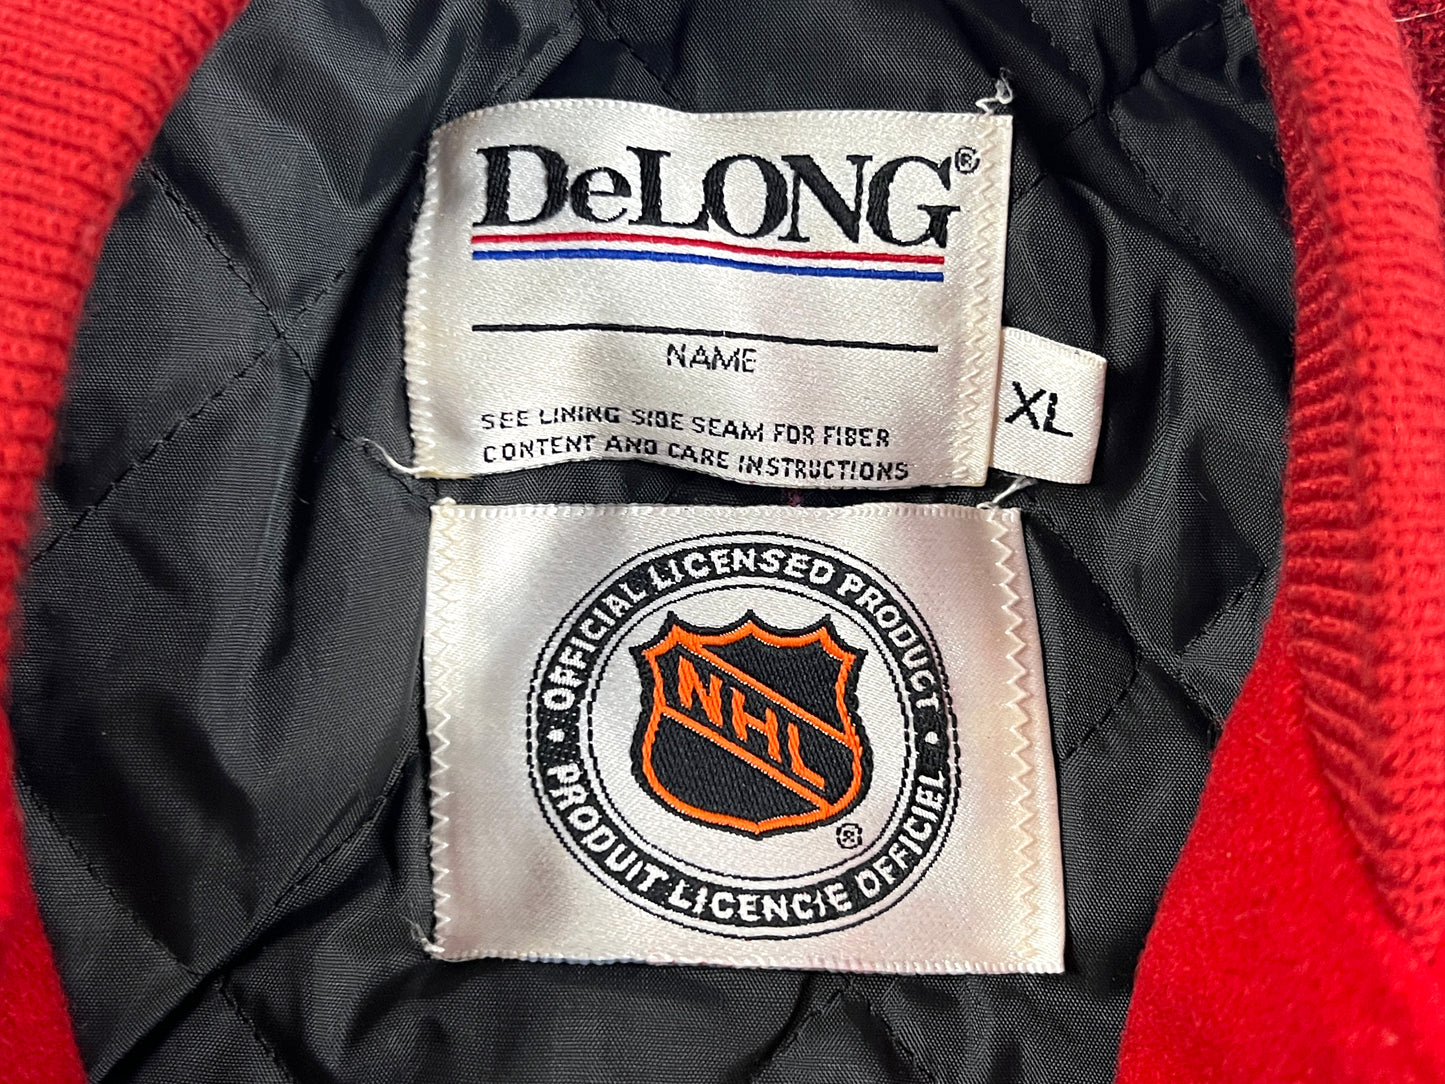 DeLONG®
NAME
SEE LINING SIDE SEAM FOR FIBER
CONTENT AND CARE INSTRUCTIONS
XL
• OFFICIAL LICENSED PRODUCT •
NHL
®
PRODUIT LICENCIE OFFICIEL